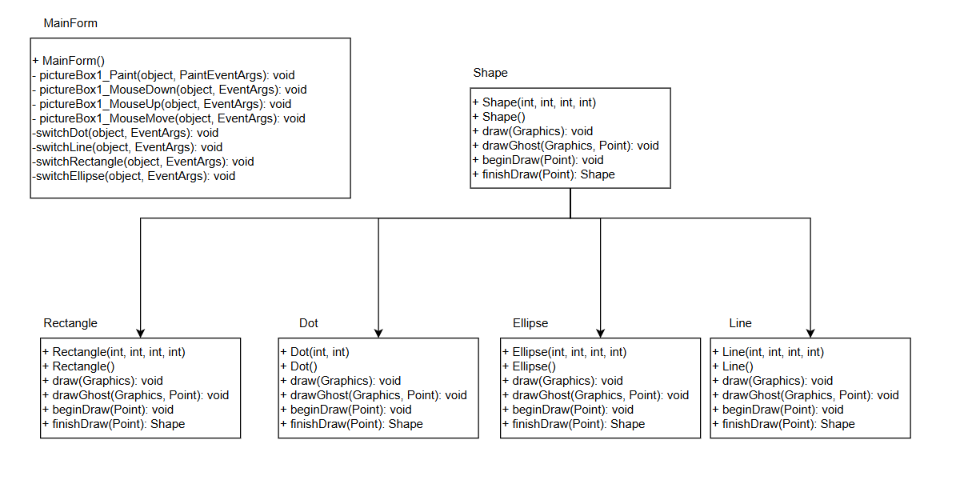 MainForm
+ MainForm()
- pictureBox1_Paint(object, PaintEventArgs): void
- pictureBox1_MouseDown(object, EventArgs): void
- pictureBox1_MouseUp(object, EventArgs): void
- pictureBox1_MouseMove(object, EventArgs): void
-switchDot(object, EventArgs): void
-switchLine(object, EventArgs): void
-switchRectangle(object, EventArgs): void
-switchEllipse(object, EventArgs): void
Shape
+ Shape(int, int, int, int)
+ Shape()
+ draw(Graphics): void
+ drawGhost(Graphics, Point): void
+ beginDraw(Point): void
+ finishDraw(Point): Shape
Rectangle
+ Rectangle(int, int, int, int)
+ Rectangle()
+ draw(Graphics): void
+ drawGhost(Graphics, Point): void
+ beginDraw(Point): void
+ finishDraw(Point): Shape
Dot
+ Dot(int, int)
+ Dot()
+ draw(Graphics): void
+ drawGhost(Graphics, Point): void
+ beginDraw(Point): void
+ finishDraw(Point): Shape
Ellipse
+ Ellipse(int, int, int, int)
+ Ellipse()
+ draw(Graphics): void
+ drawGhost(Graphics, Point): void
+ beginDraw(Point): void
+ finishDraw(Point): Shape
Line
+ Line(int, int, int, int)
+ Line()
+ draw(Graphics): void
+ drawGhost(Graphics, Point): void
+ beginDraw(Point): void
+ finishDraw(Point): Shape